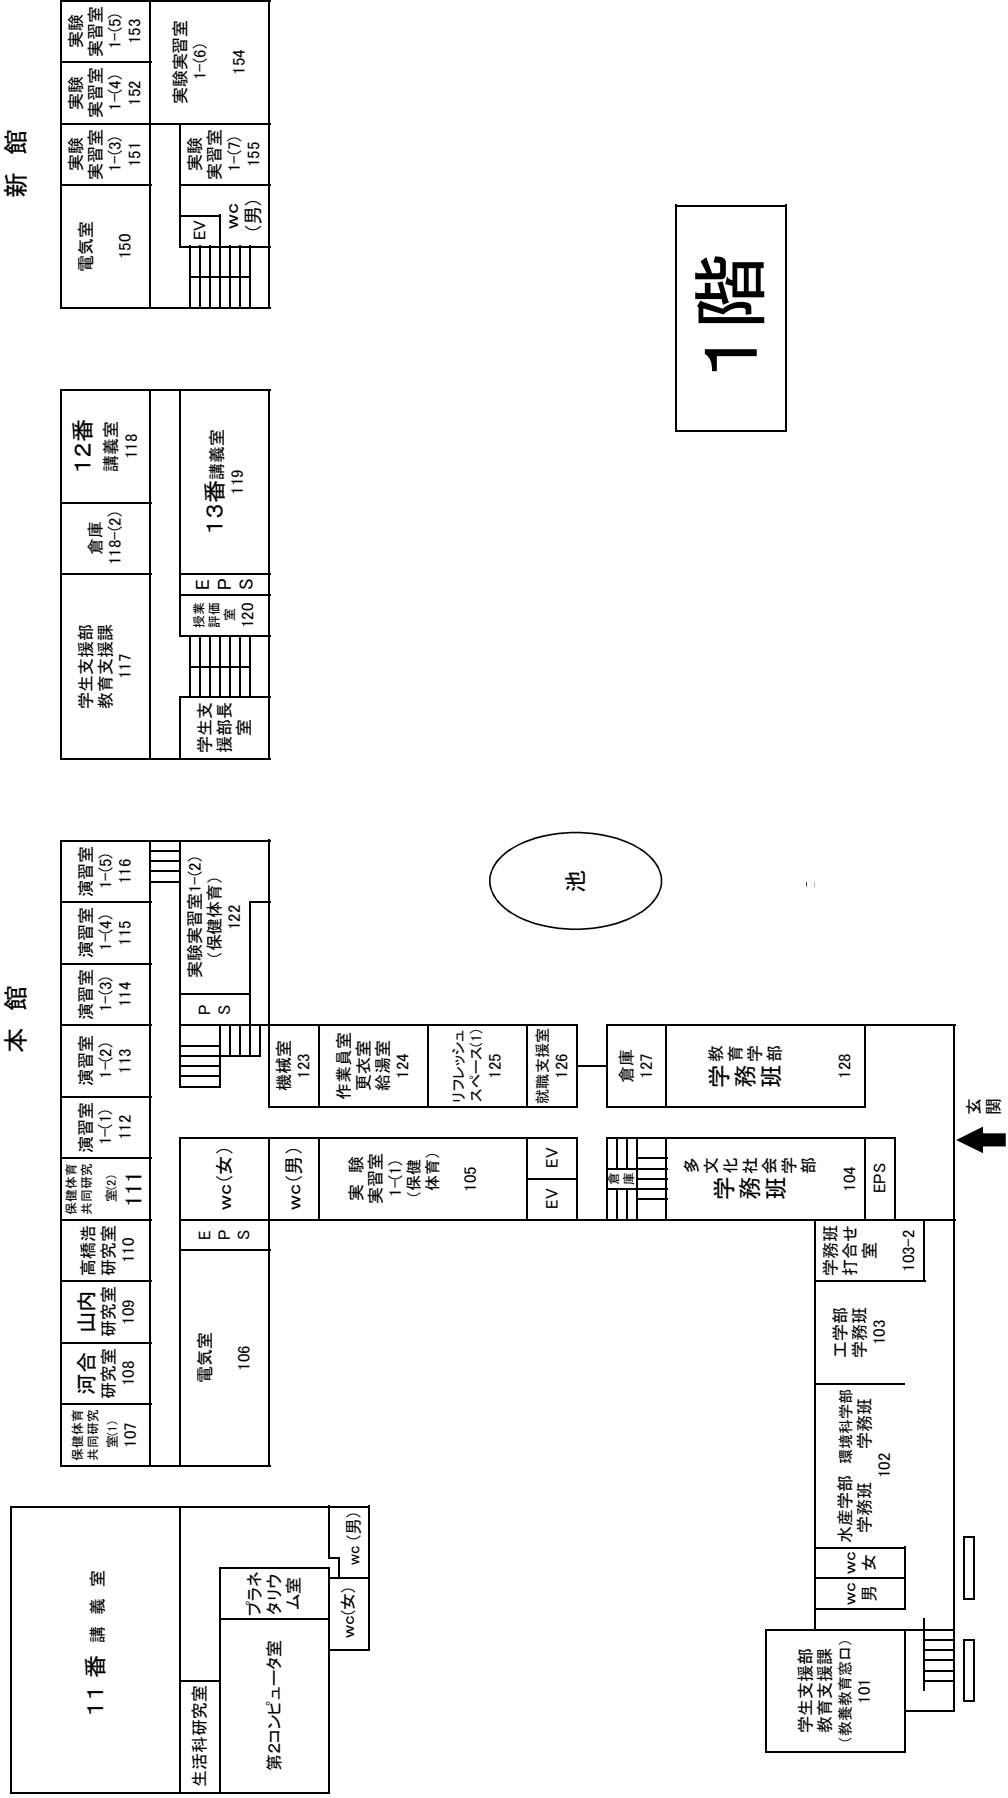 本 館
新 館
１階
11番 講 義 室
生活科研究室
第2コンピュータ室
プラネ
タリウ
ム室
wc(女)
wc (男)
保健体育
共同研究
室(1)
107
河合
研究室
108
山内
研究室
109
高橋浩
研究室
110
保健体育
共同研究
室(2)
111
演習室
1-(1)
112
演習室
1-(2)
113
演習室
1-(3)
114
演習室
1-(4)
115
演習室
1-(5)
116
電気室
106
E
P
S
wc(女)
wc(男)
実 験
実習室
1-(1)
(保健
体育)
105
EV
EV
P
S
実験実習室1-(2)
(保健体育)
122
機械室
123
作業員室
更衣室
給湯室
124
リフレッシュ
スペース(1)
125
就職支援室
126
倉庫
127
教育学部
学務班
128
倉
庫
多文化社会学部
学務班
104
EPS
学務班
打合せ
室
103-2
工学部
学務班
103
水産学部 環境科学部
学務班 学務班
102
wc
女
wc
男
学生支援部
教育支援課
(教養教育窓口)
101
玄
関
池
学生支援部
教育支援課
117
倉庫
118-(2)
12番
講義室
118
学生支
援部長
室
授業
評価
室
120
E
P
S
13番講義室
119
電気室
150
実験
実習室
1-(3)
151
実験
実習室
1-(4)
152
実験
実習室
1-(5)
153
実験実習室
1-(6)
154
実験
実習室
1-(7)
155
EV
wc
(男)